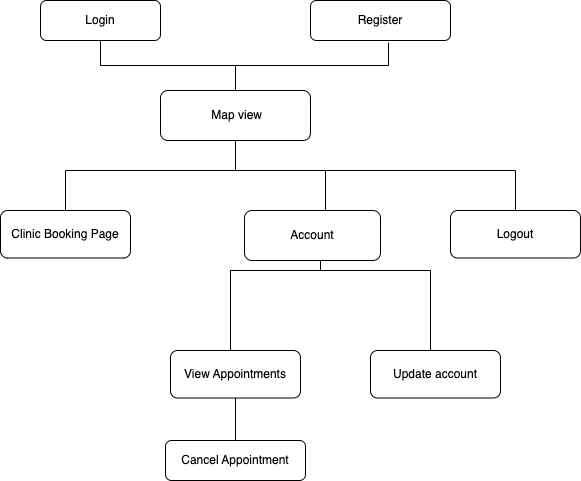 Login
Register
Map view
Clinic Booking Page
Account
Logout
View Appointments
Update account
Cancel Appointment